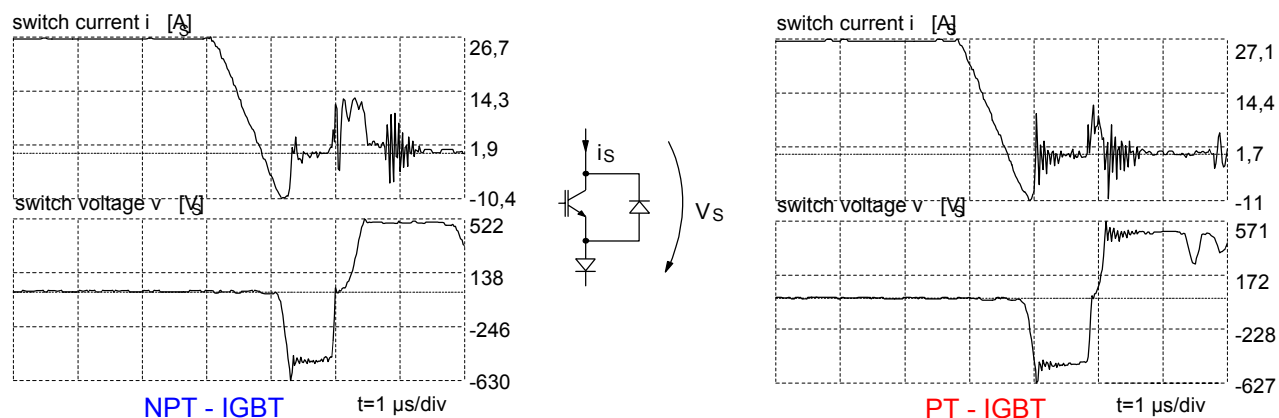 switch current i [A]
S
26,7
14,3
1,9
-10,4
switch voltage v [V]
S
522
138
-246
-630
NPT - IGBT
t=1 µs/div
iS
VS
switch current i [A]
S
27,1
14,4
1,7
-11
switch voltage v [V]
S
571
172
-228
-627
PT - IGBT
t=1 µs/div